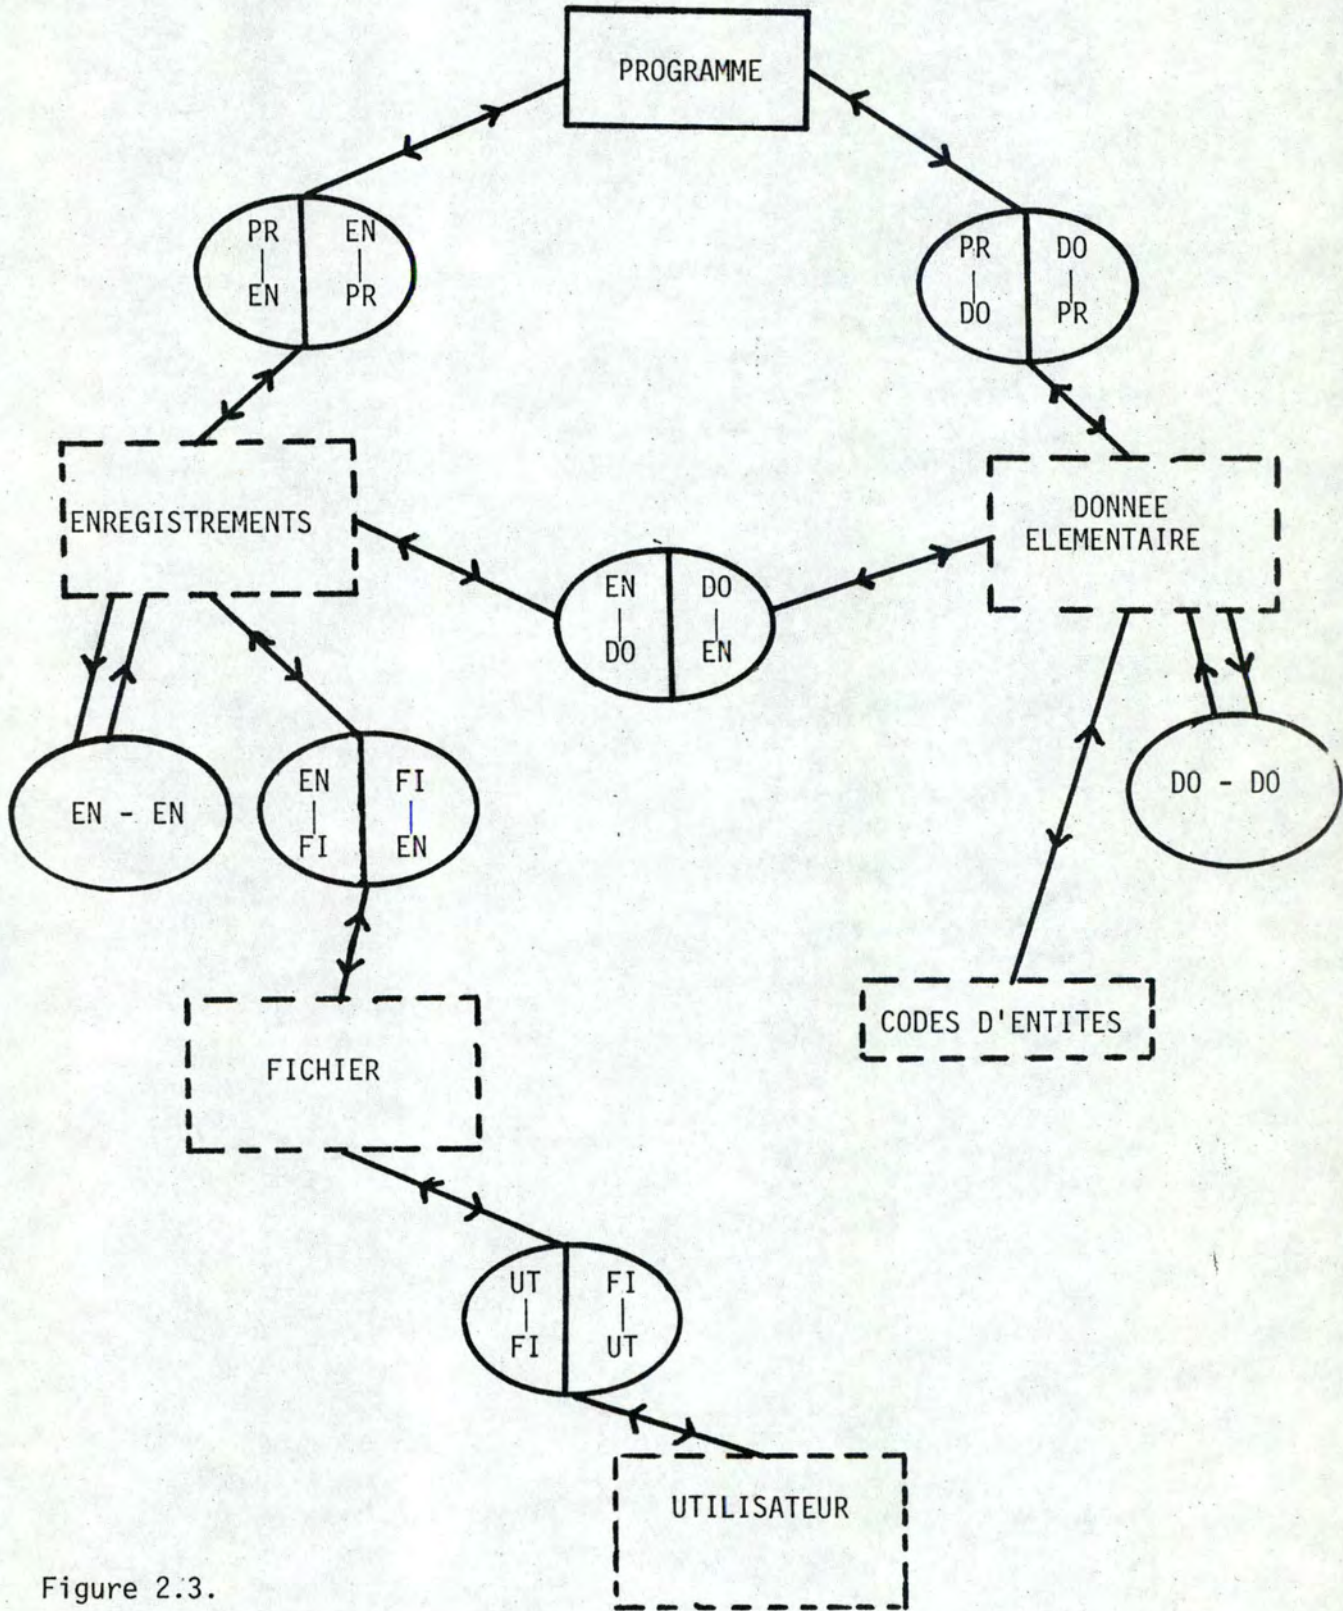 PROGRAMME
PR EN
EN PR
PR DO
DO PR
ENREGISTREMENTS
DONNEE
ELEMENTAIRE
EN DO
DO EN
EN - EN
EN FI
FI EN
DO - DO
CODES D'ENTITES
FICHIER
UT FI
FI UT
UTILISATEUR
Figure 2.3.